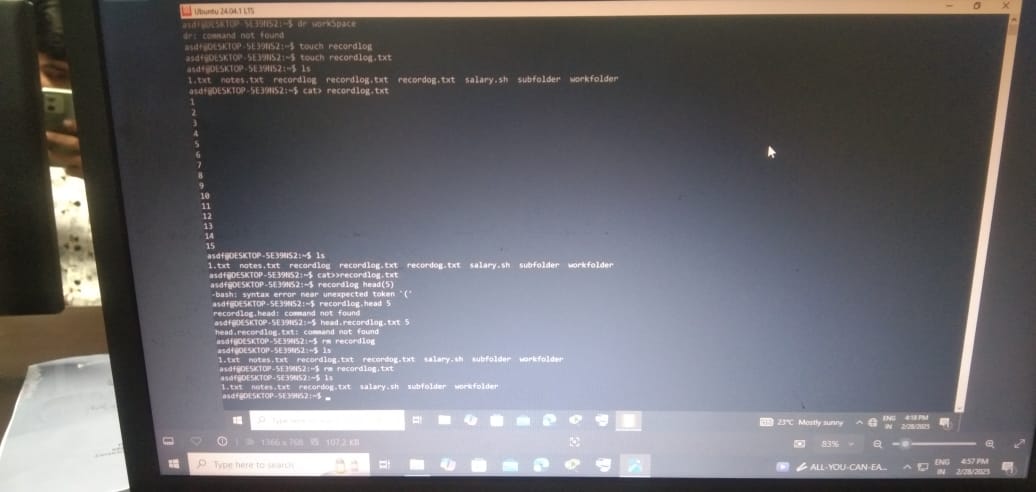 Ubuntu 24.04.1 LTS
asdf@DESKTOP-5E39NS2:~$ dr workSpace
dr: command not found
asdf@DESKTOP-5E39NS2:~$ touch recordlog
asdf@DESKTOP-5E39NS2:~$ touch recordlog.txt
asdf@DESKTOP-5E39NS2:~$ ls
1.txt notes.txt recordlog recordlog.txt recordog.txt salary.sh subfolder workfolder
asdf@DESKTOP-5E39NS2:~$ cat> recordlog.txt
1
2
3
4
5
6
7
8
9
10
11
12
13
14
15
asdf@DESKTOP-5E39NS2:~$ ls
1.txt notes.txt recordlog recordlog.txt recordog.txt salary.sh subfolder workfolder
asdf@DESKTOP-5E39NS2:~$ cat>>recordlog.txt
asdf@DESKTOP-5E39NS2:~$ recordlog head(5)
-bash: syntax error near unexpected token `('
asdf@DESKTOP-5E39NS2:~$ recordlog.head 5
recordlog.head: command not found
asdf@DESKTOP-5E39NS2:~$ head.recordlog.txt 5
head.recordlog.txt: command not found
asdf@DESKTOP-5E39NS2:~$ rm recordlog
asdf@DESKTOP-5E39NS2:~$ ls
1.txt notes.txt recordlog.txt recordog.txt salary.sh subfolder workfolder
asdf@DESKTOP-5E39NS2:~$ rm recordlog.txt
asdf@DESKTOP-5E39NS2:~$ ls
1.txt notes.txt recordog.txt salary.sh subfolder workfolder
asdf@DESKTOP-5E39NS2:~$
Type here to search
23°C Mostly sunny
ENG
IN
4:18 PM
2/28/2025
1366 x 768
107.2 KB
83%
Type here to search
ALL-YOU-CAN-EA...
ENG
IN
4:57 PM
2/28/2025